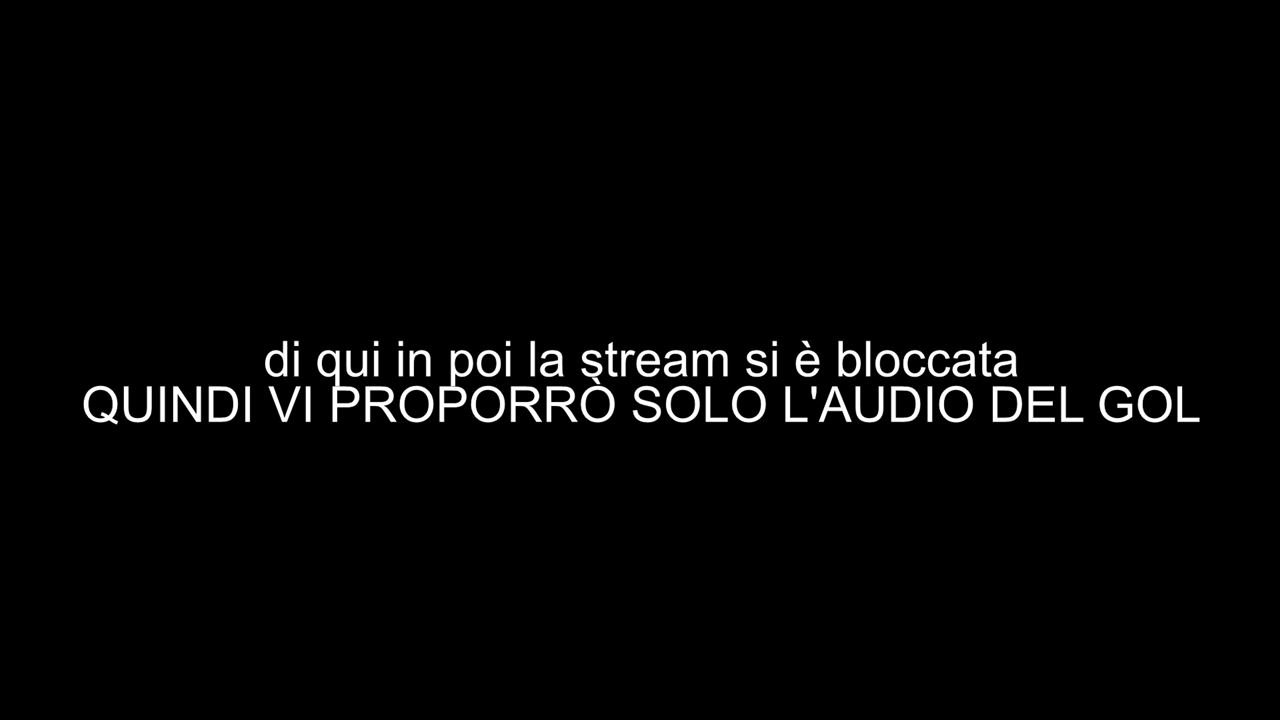 di qui in poi la stream si è bloccata
QUINDI VI PROPORRÒ SOLO L'AUDIO DEL GOL